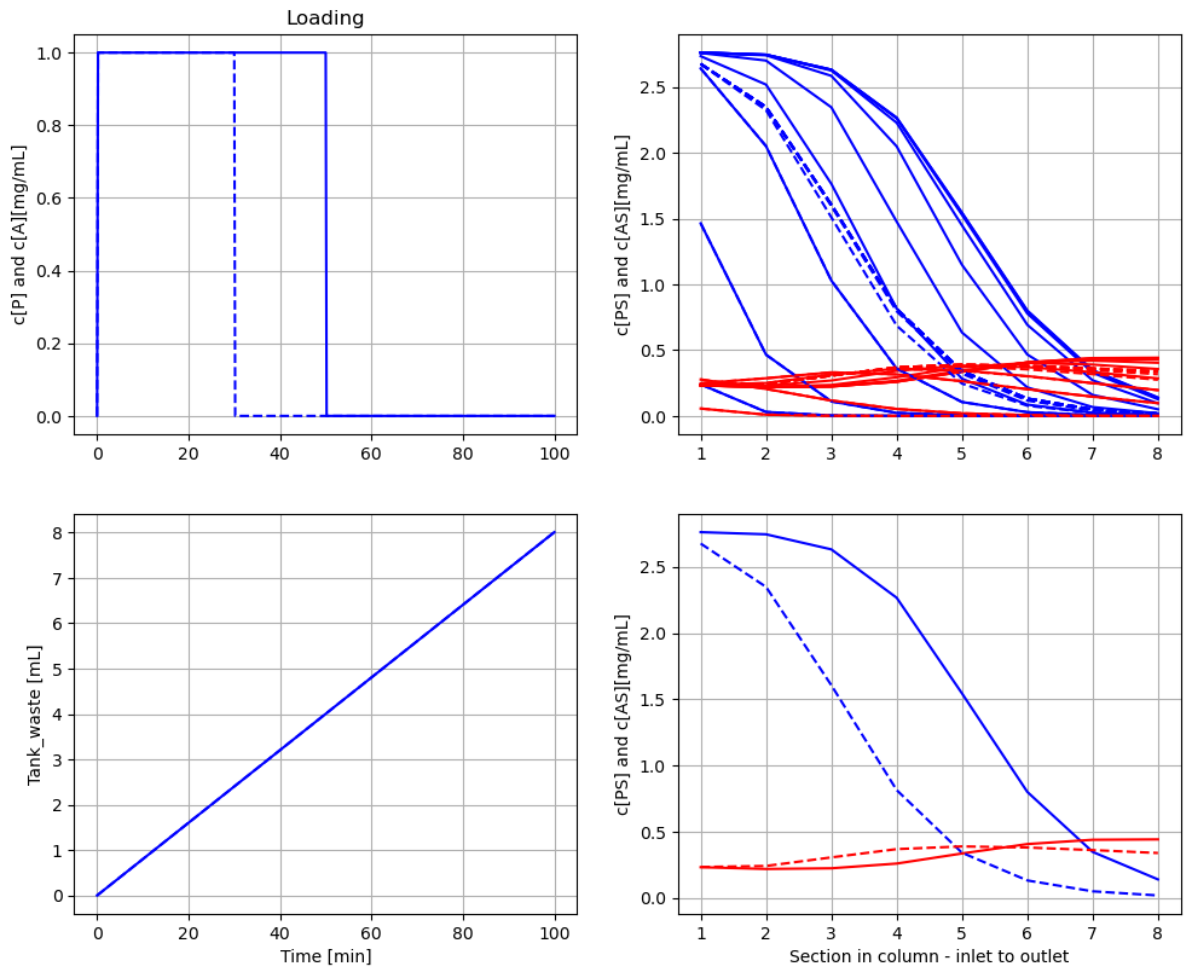 Loading
c[P] and c[A][mg/mL]
1.0
0.8
0.6
0.4
0.2
0.0
0 20 40 60 80 100
c[PS] and c[AS][mg/mL]
2.5
2.0
1.5
1.0
0.5
0.0
1 2 3 4 5 6 7 8
Tank_waste [mL]
8
7
6
5
4
3
2
1
0
0 20 40 60 80 100
Time [min]
c[PS] and c[AS][mg/mL]
2.5
2.0
1.5
1.0
0.5
0.0
1 2 3 4 5 6 7 8
Section in column - inlet to outlet